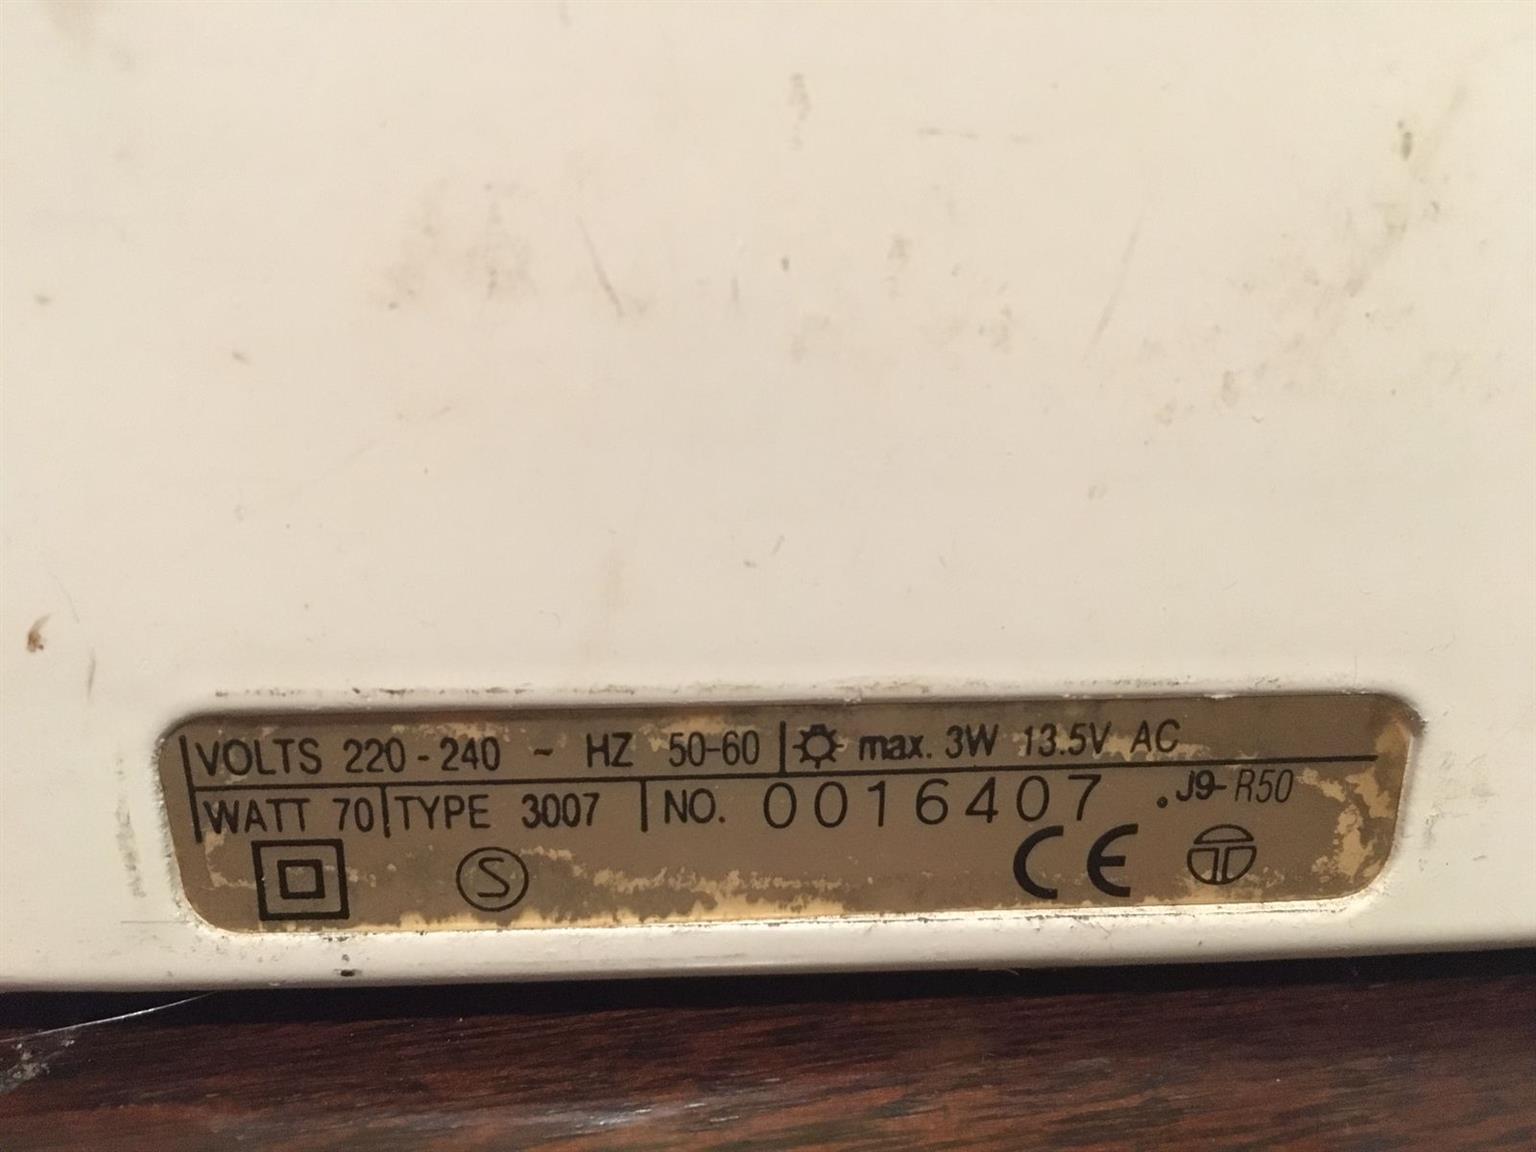 VOLTS 220-240 ~ HZ 50-60 max. 3W 13.5V AC
WATT 70 TYPE 3007 NO. 0016407 .J9-R50
S CE